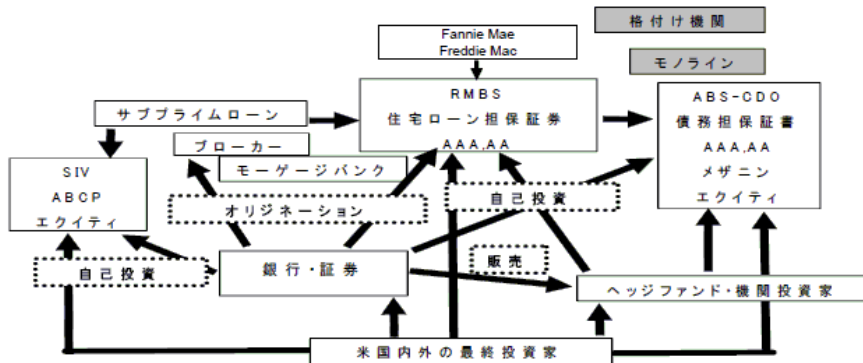 格付け機関
Fannie Mae
Freddie Mac
モノライン
RMBS
住宅ローン担保証券
AAA,AA
ABS-CDO
債務担保証書
AAA,AA
メザニン
エクイティ
サブプライムローン
ブローカー
モーゲージバンク
SIV
ABCP
エクイティ
オリジネーション
自己投資
自己投資
銀行・証券
販売
ヘッジファンド・機関投資家
米国内外の最終投資家